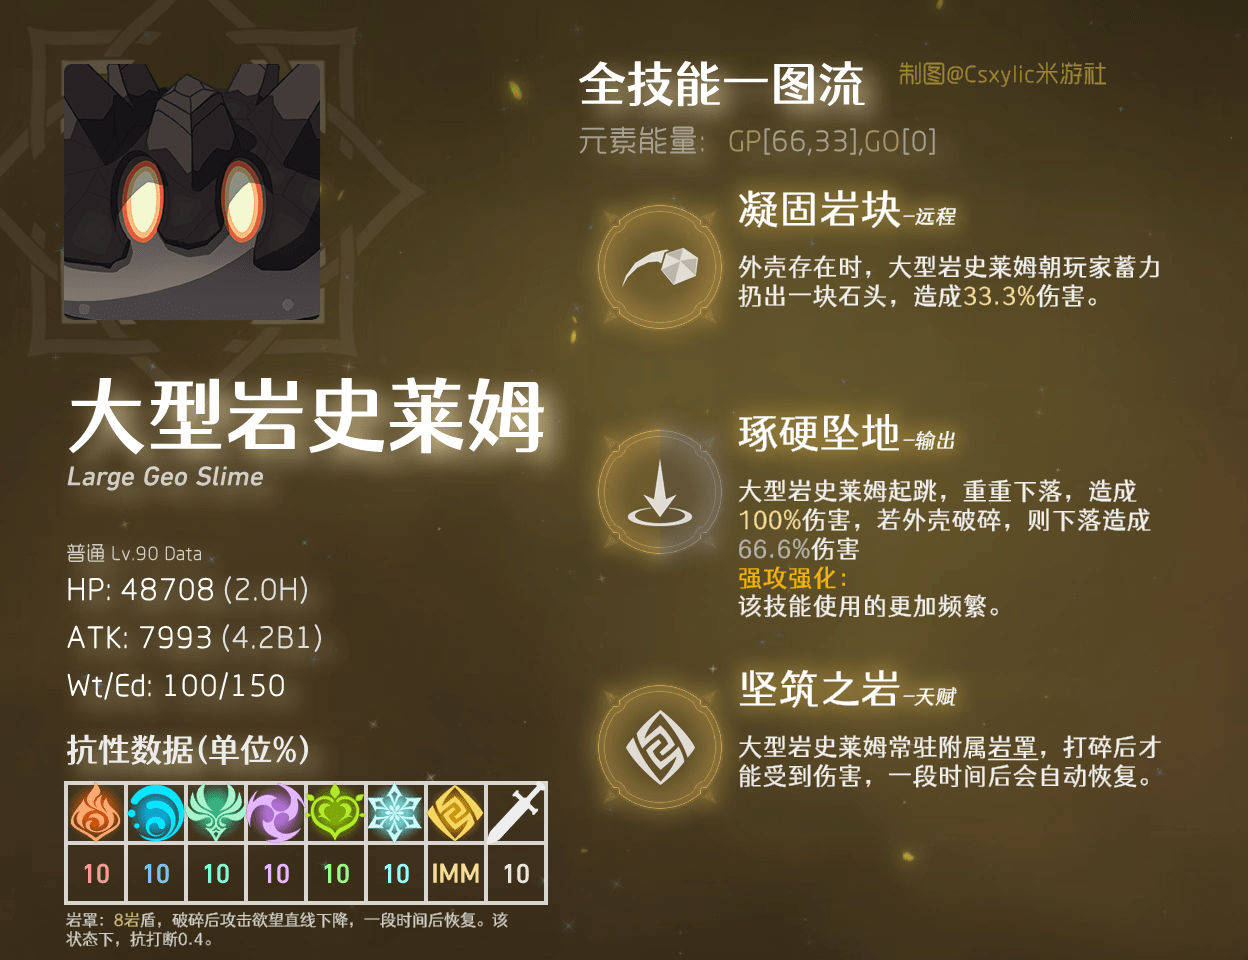 全技能一图流
制图@Csxylic米游社
元素能量： GP[66,33],GO[0]
凝固岩块-远程
外壳存在时，大型岩史莱姆朝玩家蓄力
扔出一块石头，造成33.3%伤害。
大型岩史莱姆
Large Geo Slime
琢硬坠地-输出
大型岩史莱姆起跳，重重下落，造成
100%伤害，若外壳破碎，则下落造成
66.6%伤害
强攻强化：
该技能使用的更加频繁。
普通 Lv.90 Data
HP: 48708 (2.0H)
ATK: 7993 (4.2B1)
Wt/Ed: 100/150
坚筑之岩-天赋
大型岩史莱姆常驻附属岩罩，打碎后才
能受到伤害，一段时间后会自动恢复。
抗性数据(单位%)
10 10 10 10 10 10 IMM 10
岩罩：8岩盾，破碎后攻击欲望直线下降，一段时间后恢复。该
状态下，抗打断0.4。